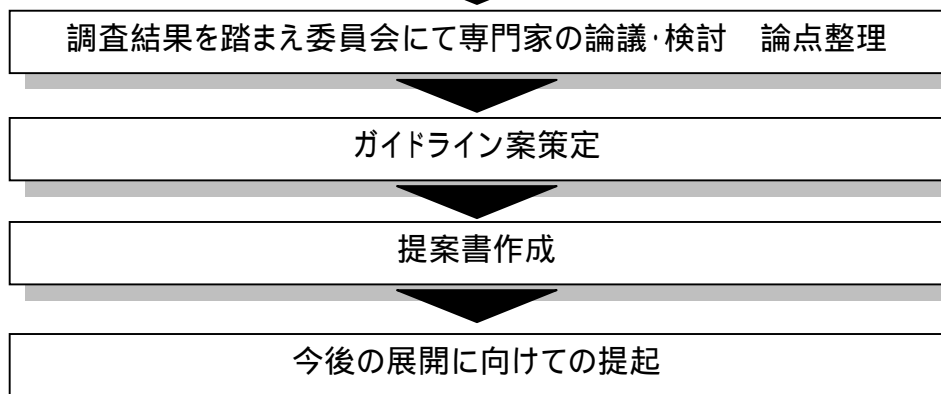 調査結果を踏まえ委員会にて専門家の論議・検討　論点整理
ガイドライン案策定
提案書作成
今後の展開に向けての提起